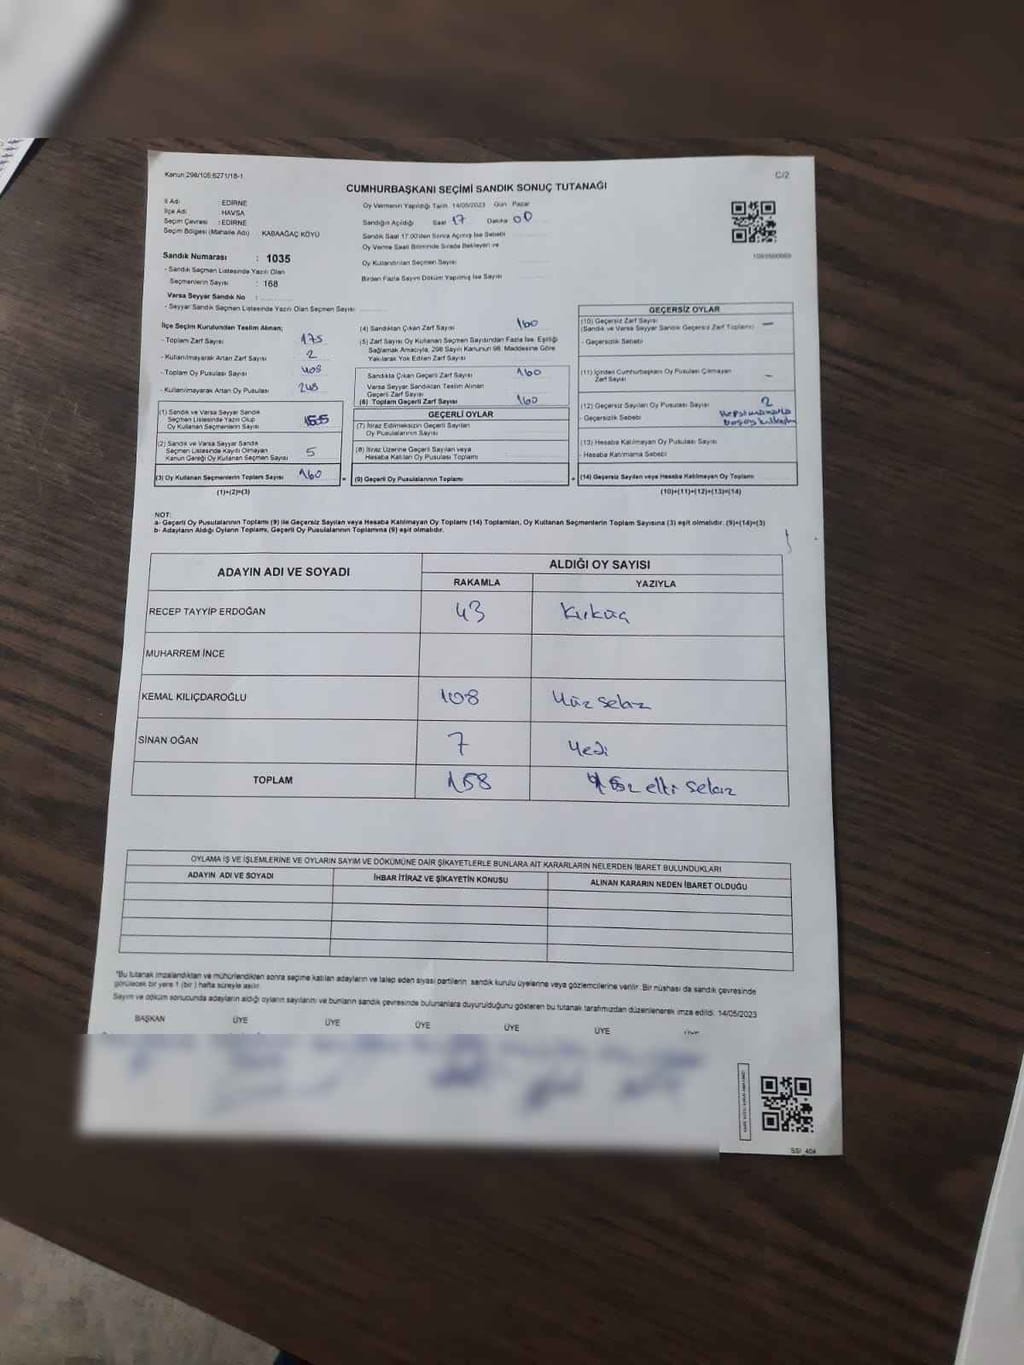 Kanun:298/105:6271/18-1
C/2
CUMHURBAŞKANI SEÇİMİ SANDIK SONUÇ TUTANAĞI
İl Adı : EDİRNE
İlçe Adı : HAVSA
Seçim Çevresi : EDİRNE
Seçim Bölgesi (Mahalle Adı) : KABAAĞAÇ KÖYÜ
Oy Vermenin Yapıldığı Tarih 14/05/2023 Gün Pazar
Sandığın Açıldığı Saat 17 Dakika 00
Sandık Saat 17.00'den Sonra Açılmış İse Sebebi
Oy Verme Saati Bitiminde Sırada Bekleyen ve
Oy Kullandırılan Seçmen Sayısı
Birden Fazla Sayım Döküm Yapılmış İse Sayısı
Sandık Numarası : 1035
- Sandık Seçmen Listesinde Yazılı Olan
Seçmenlerin Sayısı : 168
Varsa Seyyar Sandık No :
- Seyyar Sandık Seçmen Listesinde Yazılı Olan Seçmen Sayısı
İlçe Seçim Kurulundan Teslim Alınan;
- Toplam Zarf Sayısı 175
- Kullanılmayarak Artan Zarf Sayısı 2
- Toplam Oy Pusulası Sayısı 408
- Kullanılmayarak Artan Oy Pusulası 248
(1) Sandık ve Varsa Seyyar Sandık
Seçmen Listesinde Yazılı Olup
Oy Kullanan Seçmenlerin Sayısı 155
(2) Sandık ve Varsa Seyyar Sandık
Seçmen Listesinde Kayıtlı Olmayan
Kanun Gereği Oy Kullanan Seçmen Sayısı 5
(3) Oy Kullanan Seçmenlerin Toplam Sayısı 160
(1)+(2)=(3)
(4) Sandıktan Çıkan Zarf Sayısı 160
(5) Zarf Sayısı Oy Kullanan Seçmen Sayısından Fazla İse, Eşitliği
Sağlamak Amacıyla, 298 Sayılı Kanunun 98. Maddesine Göre
Yakılarak Yok Edilen Zarf Sayısı
Sandıkta Çıkan Geçerli Zarf Sayısı 160
Varsa Seyyar Sandıktan Teslim Alınan
Geçerli Zarf Sayısı
(6) Toplam Geçerli Zarf Sayısı 160
GEÇERLİ OYLAR
(7) İtiraz Edilmeksizin Geçerli Sayılan
Oy Pusulalarının Sayısı
(8) İtiraz Üzerine Geçerli Sayılan veya
Hesaba Katılan Oy Pusulası Toplamı
= (9) Geçerli Oy Pusulalarının Toplamı
GEÇERSİZ OYLAR
(10) Geçersiz Zarf Sayısı —
(Sandık ve Varsa Seyyar Sandık Geçersiz Zarf Toplamı)
- Geçersizlik Sebebi
(11) İçinden Cumhurbaşkanı Oy Pusulası Çıkmayan
Zarf Sayısı —
(12) Geçersiz Sayılan Oy Pusulası Sayısı 2
- Geçersizlik Sebebi
(13) Hesaba Katılmayan Oy Pusulası Sayısı
- Hesaba Katılmama Sebebi
+ (14) Geçersiz Sayılan veya Hesaba Katılmayan Oy Toplamı
(10)+(11)+(12)+(13)=(14)
NOT:
a- Geçerli Oy Pusulalarının Toplamı (9) ile Geçersiz Sayılan veya Hesaba Katılmayan Oy Toplamı (14) Toplamları, Oy Kullanan Seçmenlerin Toplam Sayısına (3) eşit olmalıdır. (9)+(14)=(3)
b- Adayların Aldığı Oyların Toplamı, Geçerli Oy Pusulalarının Toplamına (9) eşit olmalıdır.
ADAYIN ADI VE SOYADI
ALDIĞI OY SAYISI
RAKAMLA YAZIYLA
RECEP TAYYİP ERDOĞAN 43 Kırküç
MUHARREM İNCE
KEMAL KILIÇDAROĞLU 108 Yüz sekiz
SİNAN OĞAN 7 Yedi
TOPLAM 158 Yüz elli sekiz
OYLAMA İŞ VE İŞLEMLERİNE VE OYLARIN SAYIM VE DÖKÜMÜNE DAİR ŞİKAYETLERLE BUNLARA AİT KARARLARIN NELERDEN İBARET BULUNDUKLARI
ADAYIN ADI VE SOYADI İHBAR İTİRAZ VE ŞİKAYETİN KONUSU ALINAN KARARIN NEDEN İBARET OLDUĞU
*Bu tutanak imzalandıktan ve mühürlendikten sonra seçime katılan adayların ve talep eden siyasi partilerin sandık kurulu üyelerine veya gözlemcilerine verilir. Bir nüshası da sandık çevresinde
görülecek bir yere 1 (bir) hafta süreyle asılır.
Sayım ve döküm sonucunda adayların aldığı oyların sayılarını ve bunların sandık çevresinde bulunanlara duyurulduğunu gösteren bu tutanak tarafımızdan düzenlenerek imza edildi. 14/05/2023
BAŞKAN ÜYE ÜYE ÜYE ÜYE ÜYE